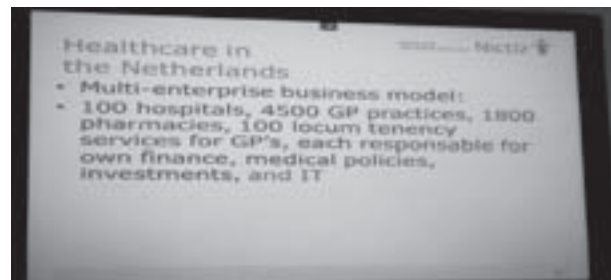 Healthcare in
the Netherlands
Nictiz
• Multi-enterprise business model:
• 100 hospitals, 4500 GP practices, 1800
pharmacies, 100 locum tenency
services for GP's, each responsable for
own finance, medical policies,
investments, and IT